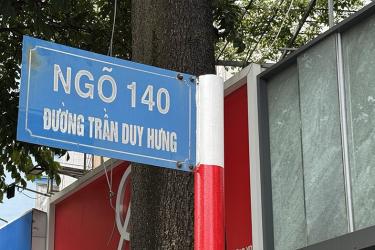 NGÕ 140
ĐƯỜNG TRẦN DUY HƯNG